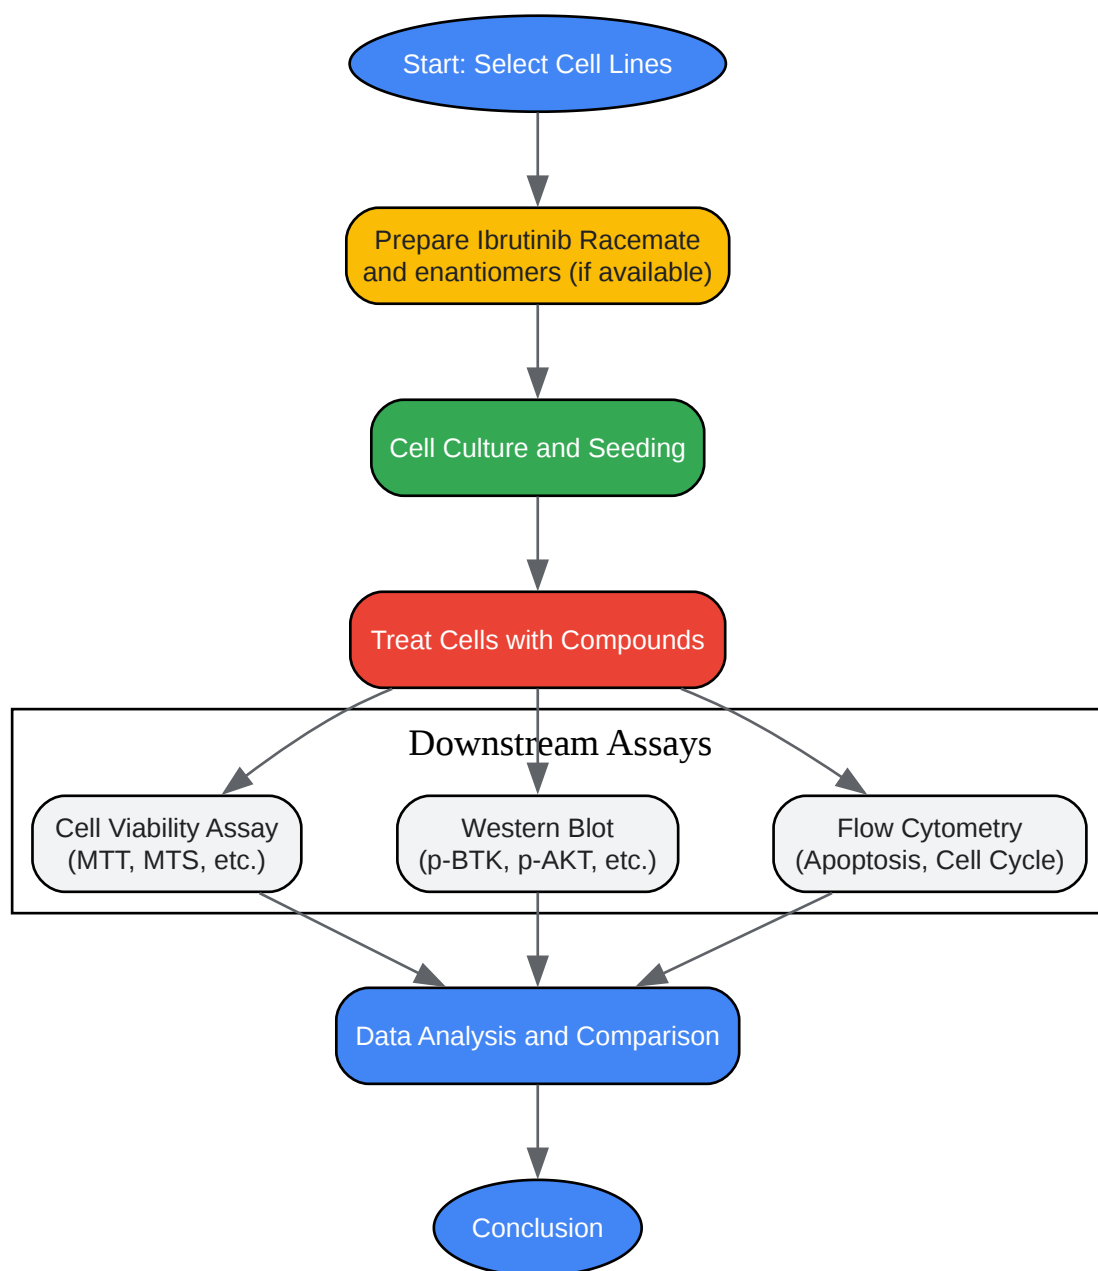 Start: Select Cell Lines
Prepare Ibrutinib Racemate
and enantiomers (if available)
Cell Culture and Seeding
Treat Cells with Compounds
Downstream Assays
Cell Viability Assay
(MTT, MTS, etc.)
Western Blot
(p-BTK, p-AKT, etc.)
Flow Cytometry
(Apoptosis, Cell Cycle)
Data Analysis and Comparison
Conclusion